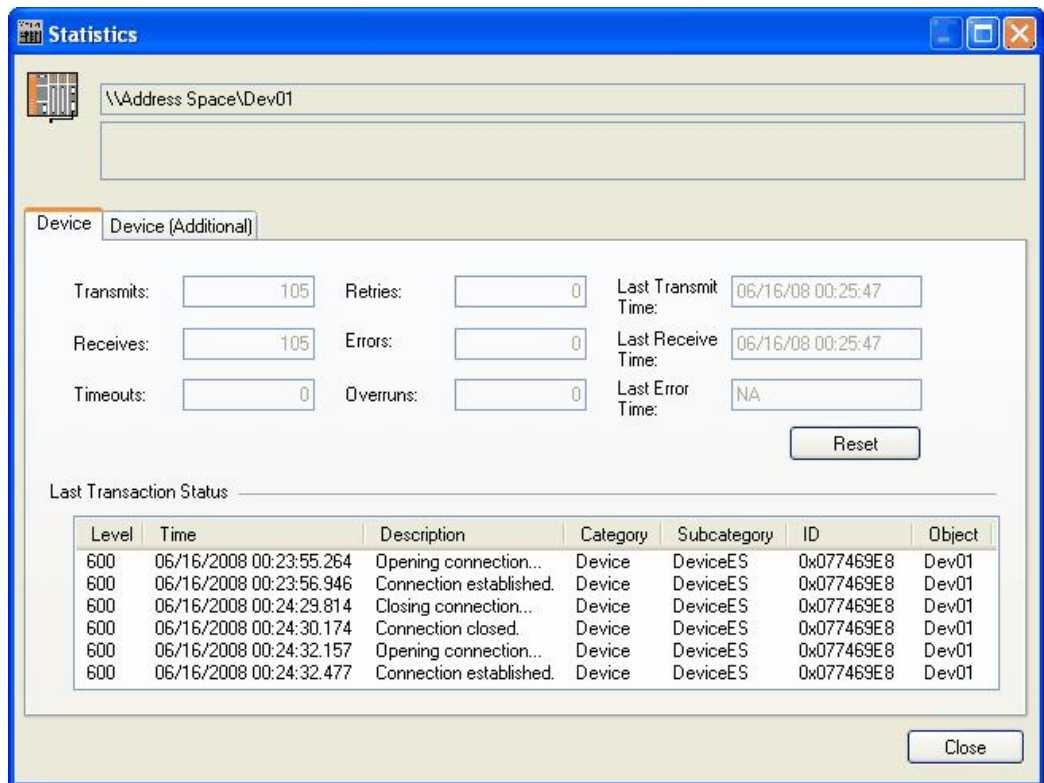 Statistics
\\Address Space\Dev01
Device Device (Additional)
Transmits: 105 Retries: 0 Last Transmit Time: 06/16/08 00:25:47
Receives: 105 Errors: 0 Last Receive Time: 06/16/08 00:25:47
Timeouts: 0 Overruns: 0 Last Error Time: NA
Reset
Last Transaction Status
Level Time Description Category Subcategory ID Object
600 06/16/2008 00:23:55.264 Opening connection... Device DeviceES 0x077469E8 Dev01
600 06/16/2008 00:23:56.946 Connection established. Device DeviceES 0x077469E8 Dev01
600 06/16/2008 00:24:29.814 Closing connection... Device DeviceES 0x077469E8 Dev01
600 06/16/2008 00:24:30.174 Connection closed. Device DeviceES 0x077469E8 Dev01
600 06/16/2008 00:24:32.157 Opening connection... Device DeviceES 0x077469E8 Dev01
600 06/16/2008 00:24:32.477 Connection established. Device DeviceES 0x077469E8 Dev01
Close